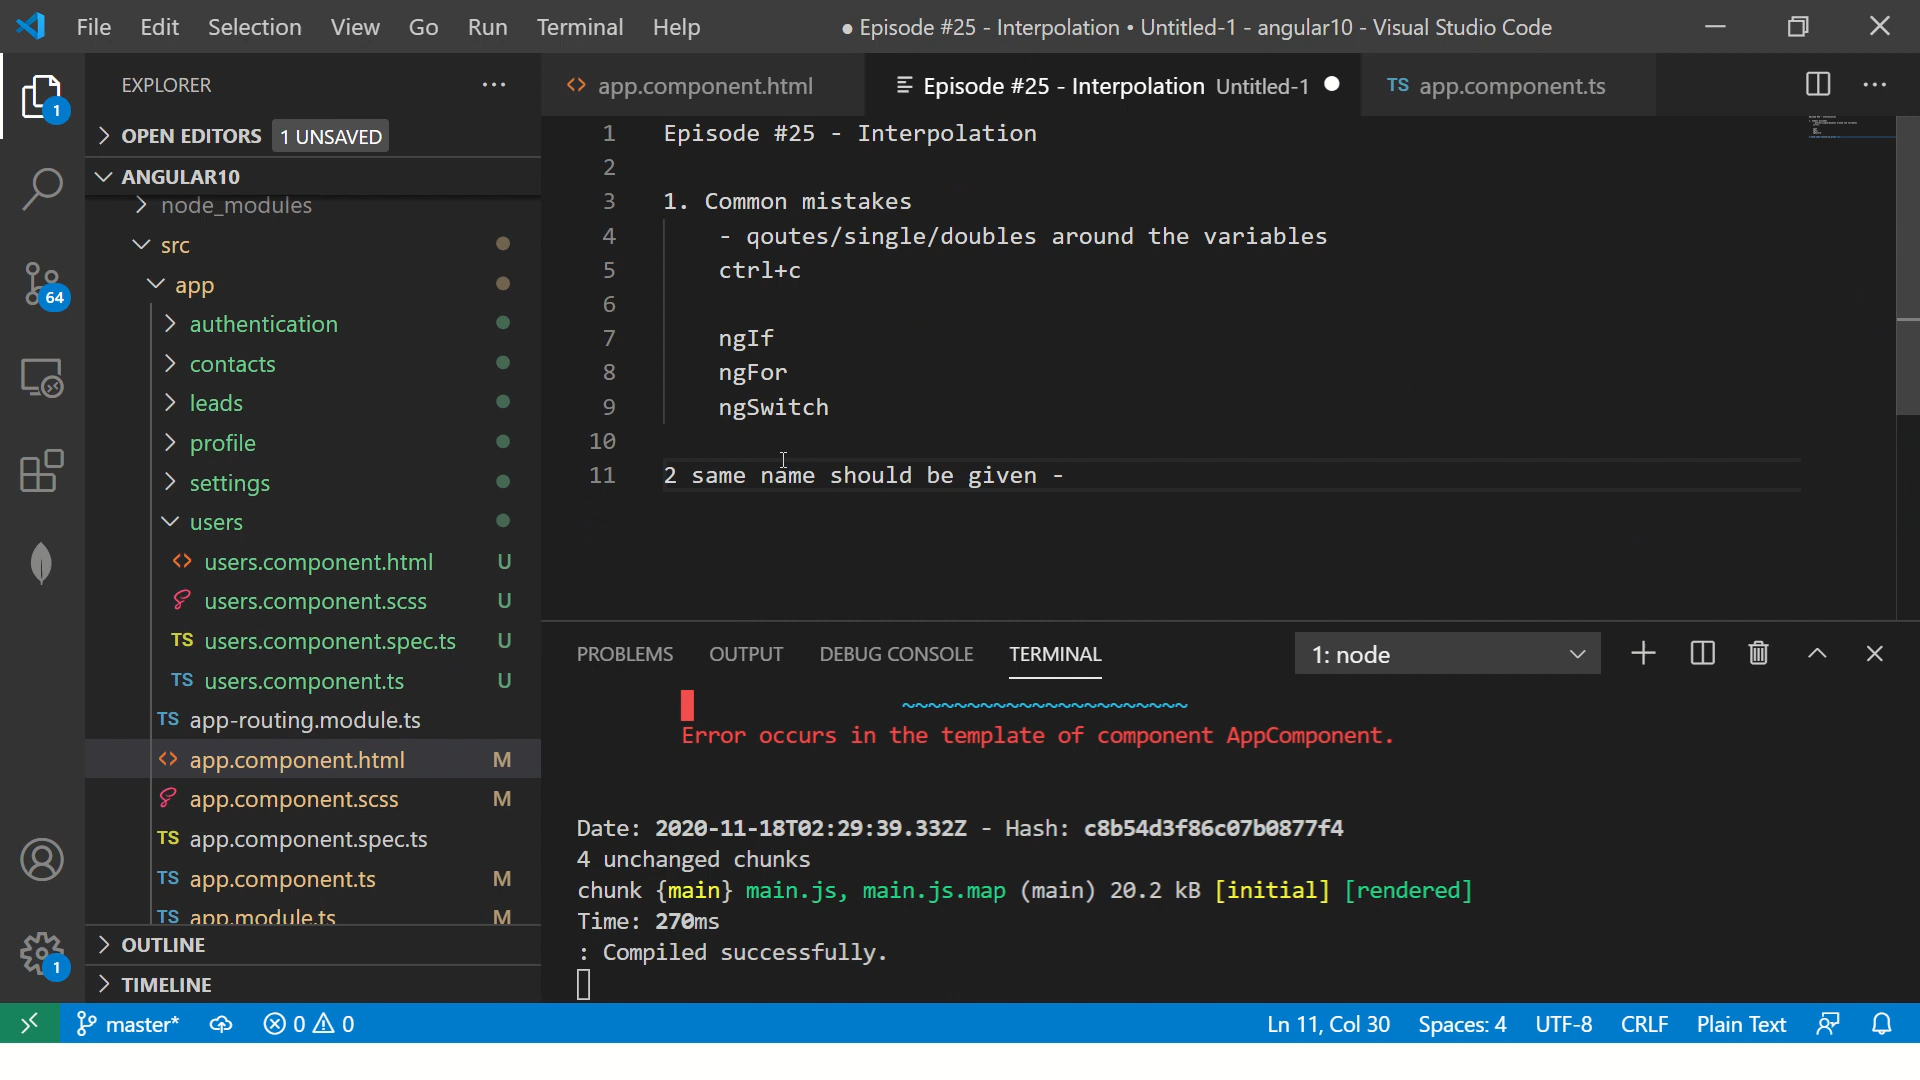 File Edit Selection View Go Run Terminal Help
● Episode #25 - Interpolation • Untitled-1 - angular10 - Visual Studio Code
EXPLORER
1
OPEN EDITORS 1 UNSAVED
ANGULAR10
node_modules
src
app
authentication
contacts
leads
profile
settings
users
users.component.html U
users.component.scss U
TS users.component.spec.ts U
TS users.component.ts U
TS app-routing.module.ts
app.component.html M
app.component.scss M
TS app.component.spec.ts
TS app.component.ts M
TS app.module.ts M
OUTLINE
TIMELINE
64
1
app.component.html
Episode #25 - Interpolation Untitled-1
TS app.component.ts
1 Episode #25 - Interpolation
2
3 1. Common mistakes
4 - qoutes/single/doubles around the variables
5 ctrl+c
6
7 ngIf
8 ngFor
9 ngSwitch
10
11 2 same name should be given -
PROBLEMS OUTPUT DEBUG CONSOLE TERMINAL 1: node
~~~~~~~~~~~~~~~~~~~~~~
Error occurs in the template of component AppComponent.
Date: 2020-11-18T02:29:39.332Z - Hash: c8b54d3f86c07b0877f4
4 unchanged chunks
chunk {main} main.js, main.js.map (main) 20.2 kB [initial] [rendered]
Time: 270ms
: Compiled successfully.
master* 0 0 Ln 11, Col 30 Spaces: 4 UTF-8 CRLF Plain Text